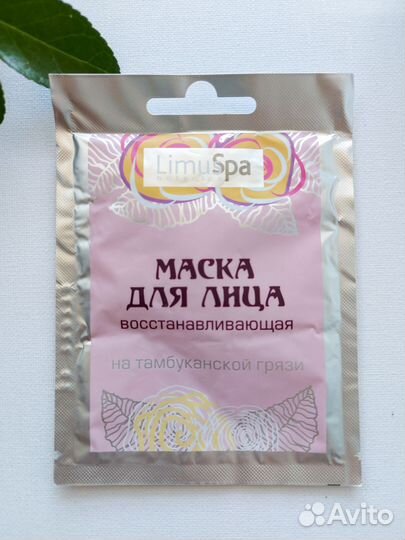 LimuSpa
МАСКА
ДЛЯ ЛИЦА
восстанавливающая
на тамбуканской грязи
Avito